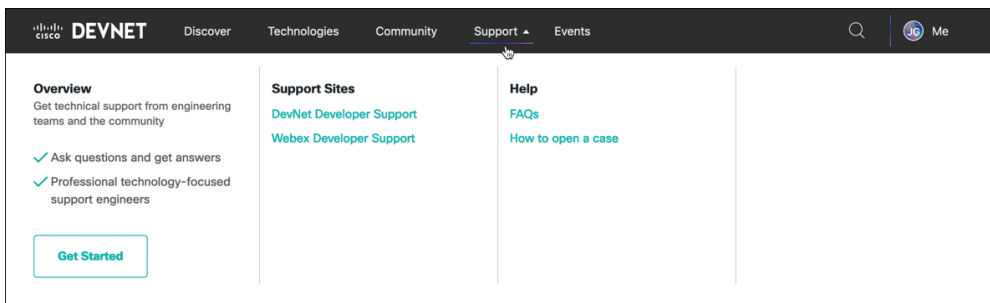 CISCO DEVNET Discover Technologies Community Support Events JG Me
Overview
Get technical support from engineering
teams and the community
Ask questions and get answers
Professional technology-focused
support engineers
Get Started
Support Sites
DevNet Developer Support
Webex Developer Support
Help
FAQs
How to open a case